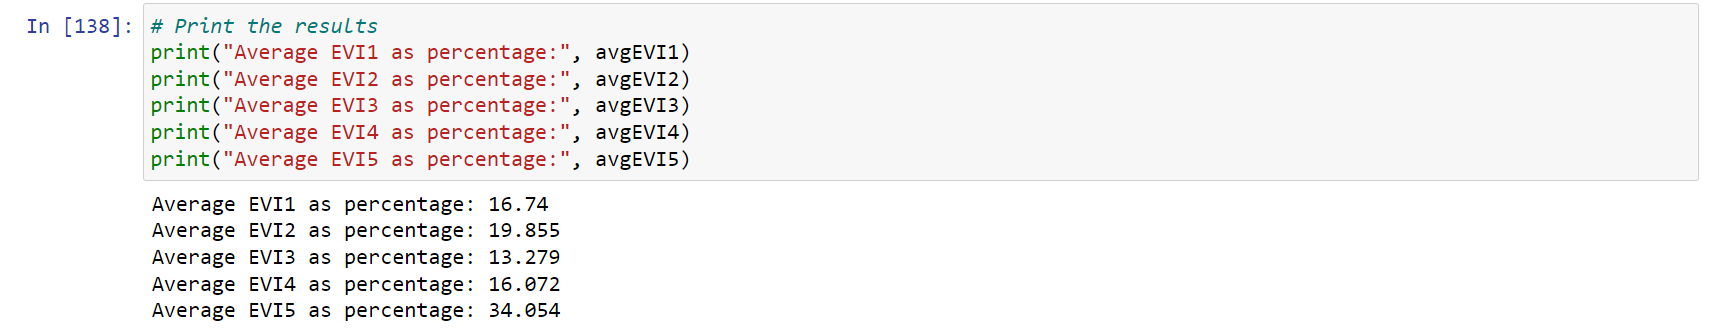 In [138]: # Print the results
print("Average EVI1 as percentage:", avgEVI1)
print("Average EVI2 as percentage:", avgEVI2)
print("Average EVI3 as percentage:", avgEVI3)
print("Average EVI4 as percentage:", avgEVI4)
print("Average EVI5 as percentage:", avgEVI5)
Average EVI1 as percentage: 16.74
Average EVI2 as percentage: 19.855
Average EVI3 as percentage: 13.279
Average EVI4 as percentage: 16.072
Average EVI5 as percentage: 34.054